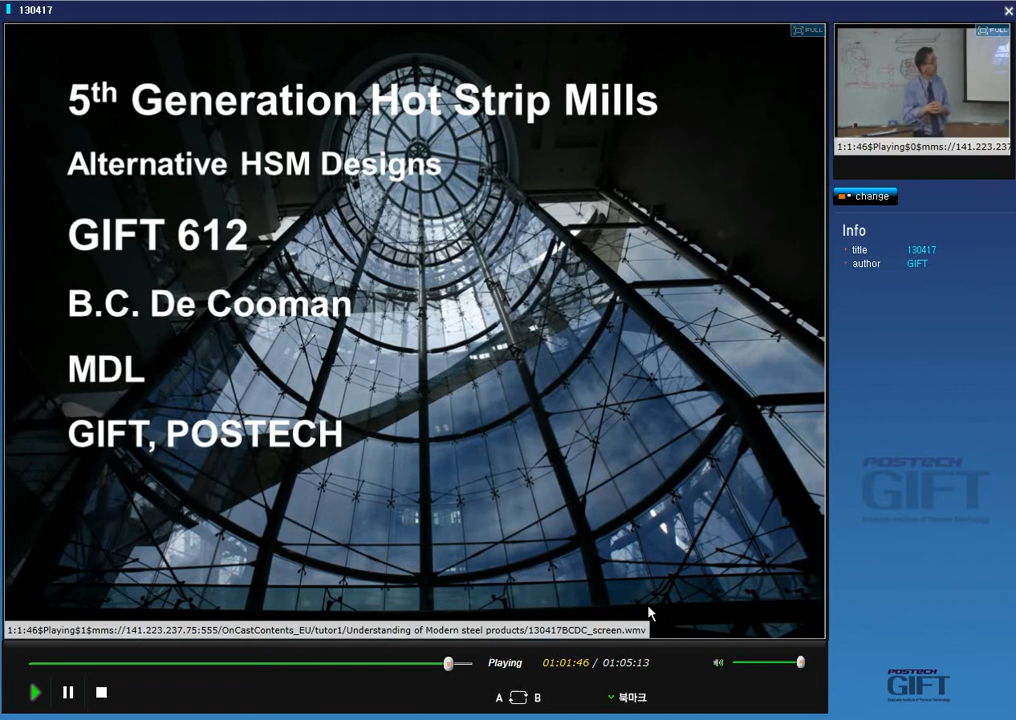 130417
FULL
5th Generation Hot Strip Mills
Alternative HSM Designs
GIFT 612
B.C. De Cooman
MDL
GIFT, POSTECH
1:1:46$Playing$1$mms://141.223.237.75:555/OnCastContents_EU/tutor1/Understanding of Modern steel products/130417BCDC_screen.wmv
Playing
01:01:46 / 01:05:13
A B
북마크
FULL
1:1:46$Playing$0$mms://141.223.237
change
Info
title 130417
author GIFT
POSTECH
GIFT
POSTECH
GIFT